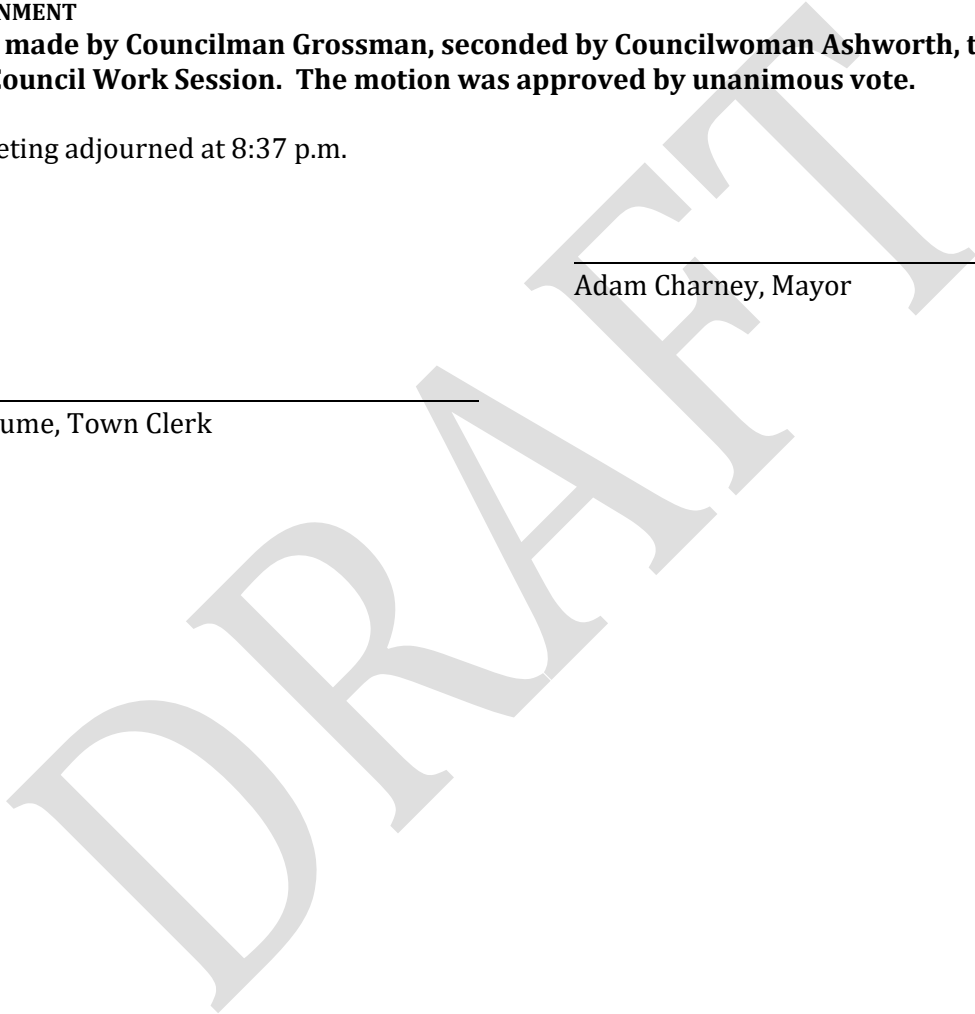 NMENT
made by Councilman Grossman, seconded by Councilwoman Ashworth, t
Council Work Session. The motion was approved by unanimous vote.
eting adjourned at 8:37 p.m.
Adam Charney, Mayor
ume, Town Clerk
DRAFT